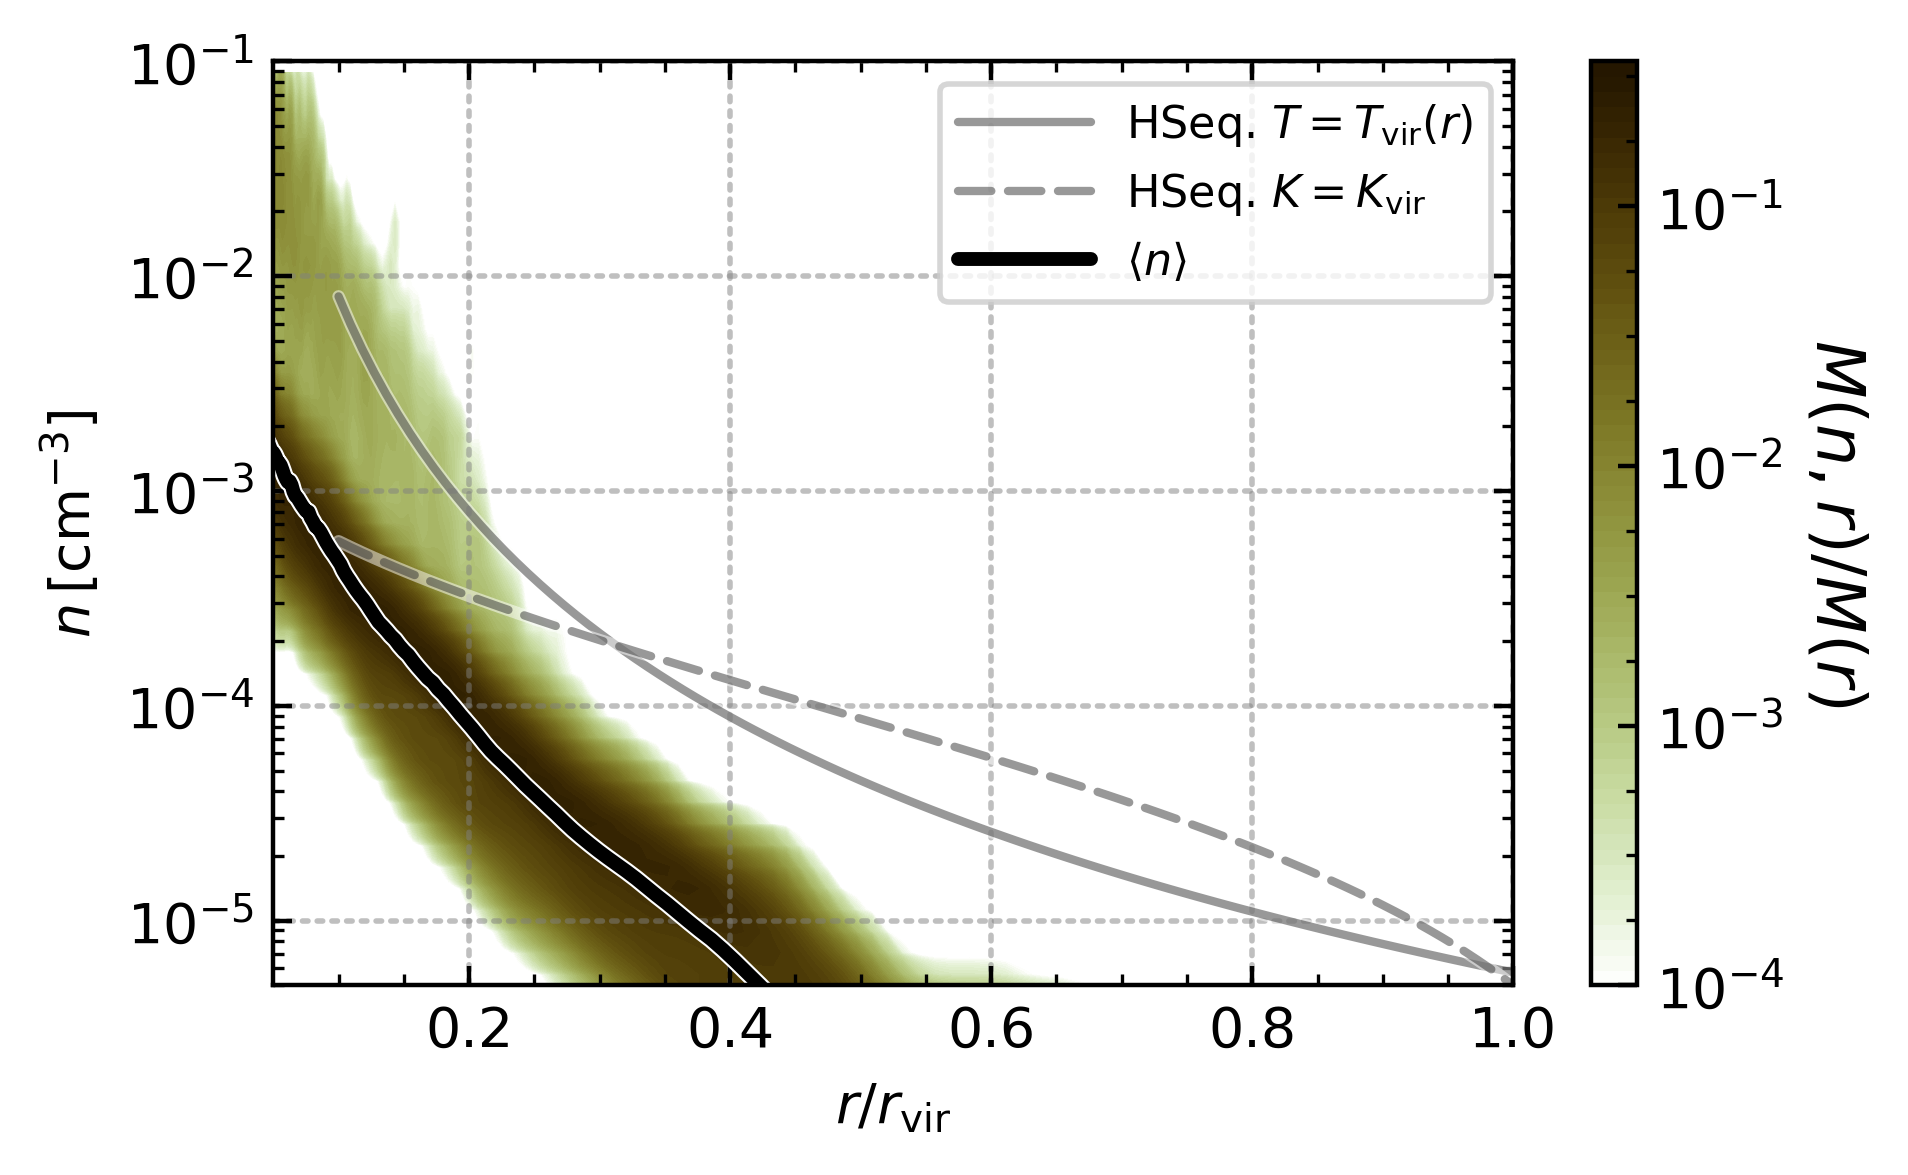 10⁻¹
10⁻²
10⁻³
10⁻⁴
10⁻⁵
n [cm⁻³]
0.2 0.4 0.6 0.8 1.0
r/r_vir
HSeq. T = T_vir(r)
HSeq. K = K_vir
⟨n⟩
10⁻¹
10⁻²
10⁻³
10⁻⁴
M(n, r)/M(r)